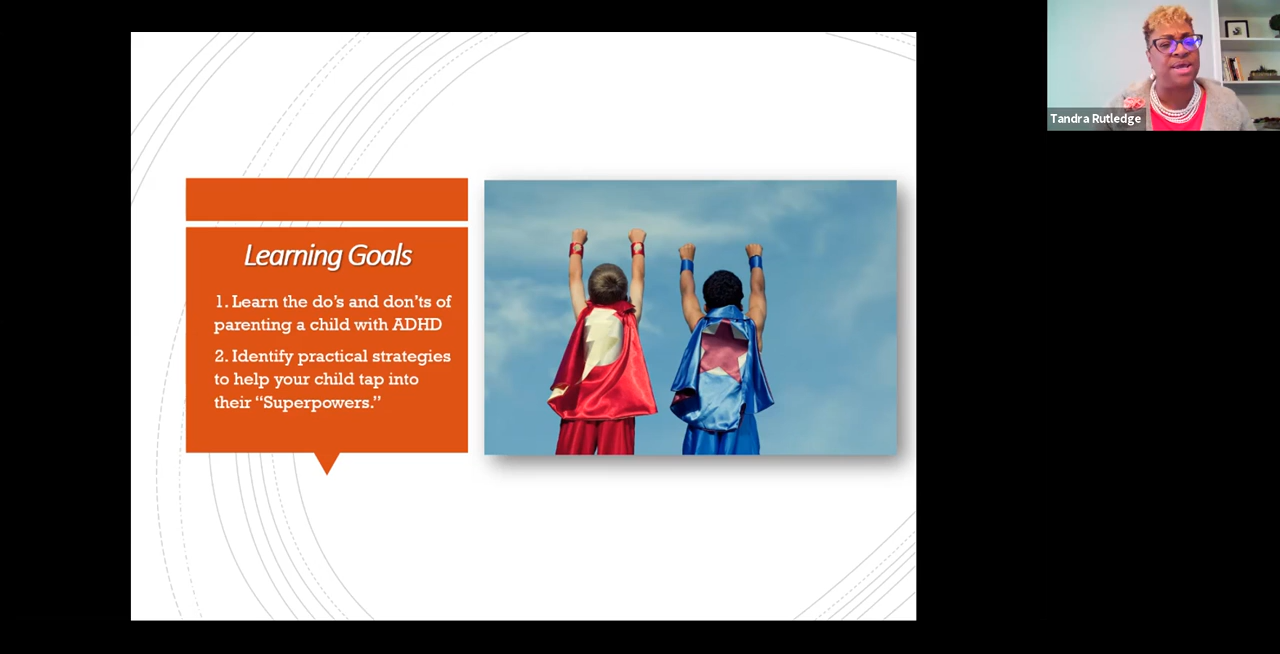 Learning Goals
1. Learn the do’s and don’ts of
parenting a child with ADHD
2. Identify practical strategies
to help your child tap into
their “Superpowers.”
Tandra Rutledge